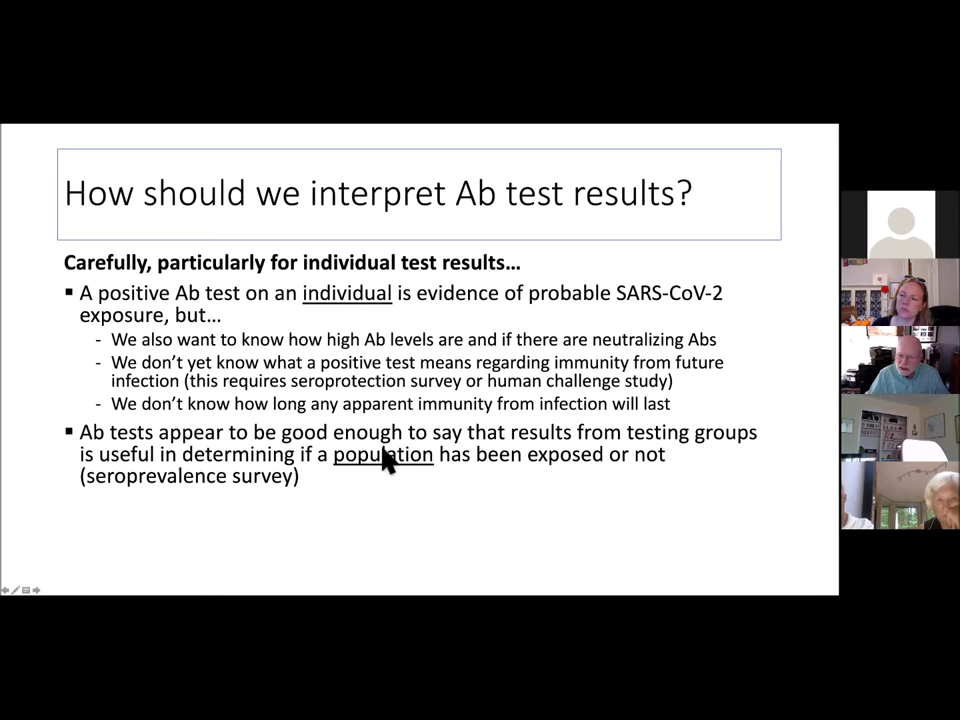 How should we interpret Ab test results?
Carefully, particularly for individual test results…
▪ A positive Ab test on an individual is evidence of probable SARS-CoV-2
exposure, but…
- We also want to know how high Ab levels are and if there are neutralizing Abs
- We don't yet know what a positive test means regarding immunity from future
infection (this requires seroprotection survey or human challenge study)
- We don't know how long any apparent immunity from infection will last
▪ Ab tests appear to be good enough to say that results from testing groups
is useful in determining if a population has been exposed or not
(seroprevalence survey)